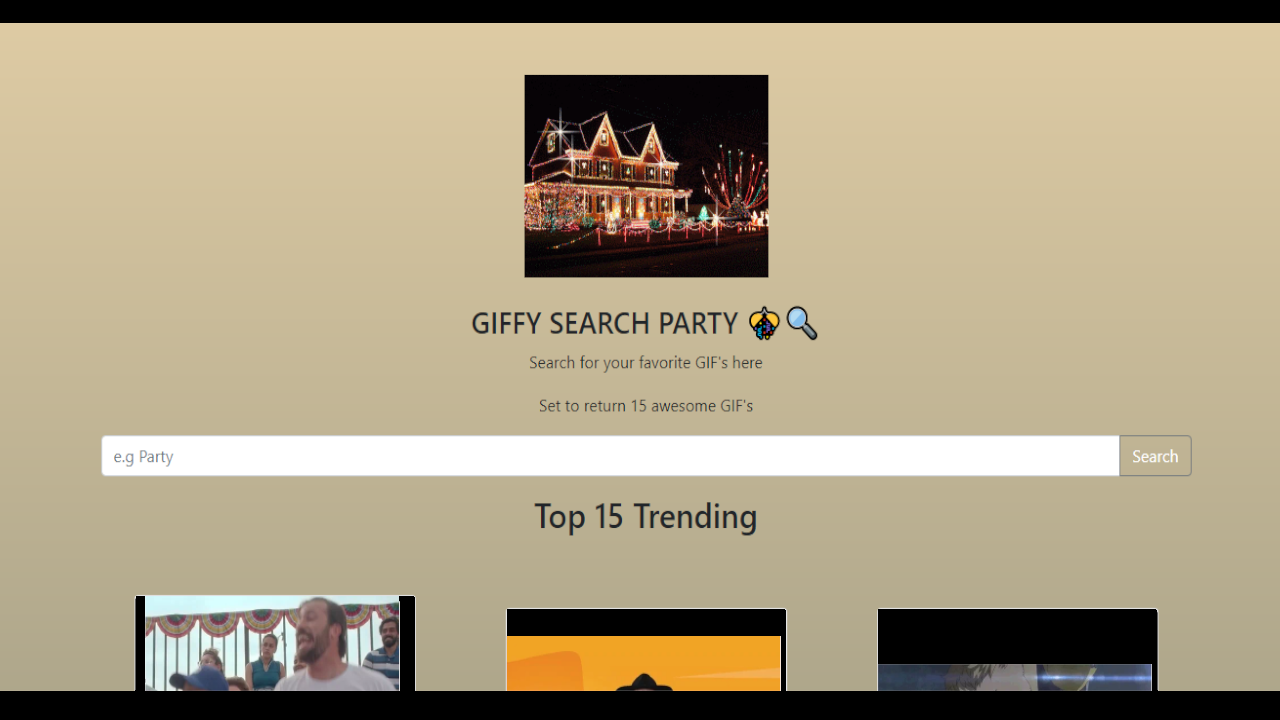 GIFFY SEARCH PARTY
Search for your favorite GIF's here
Set to return 15 awesome GIF's
e.g Party
Search
Top 15 Trending